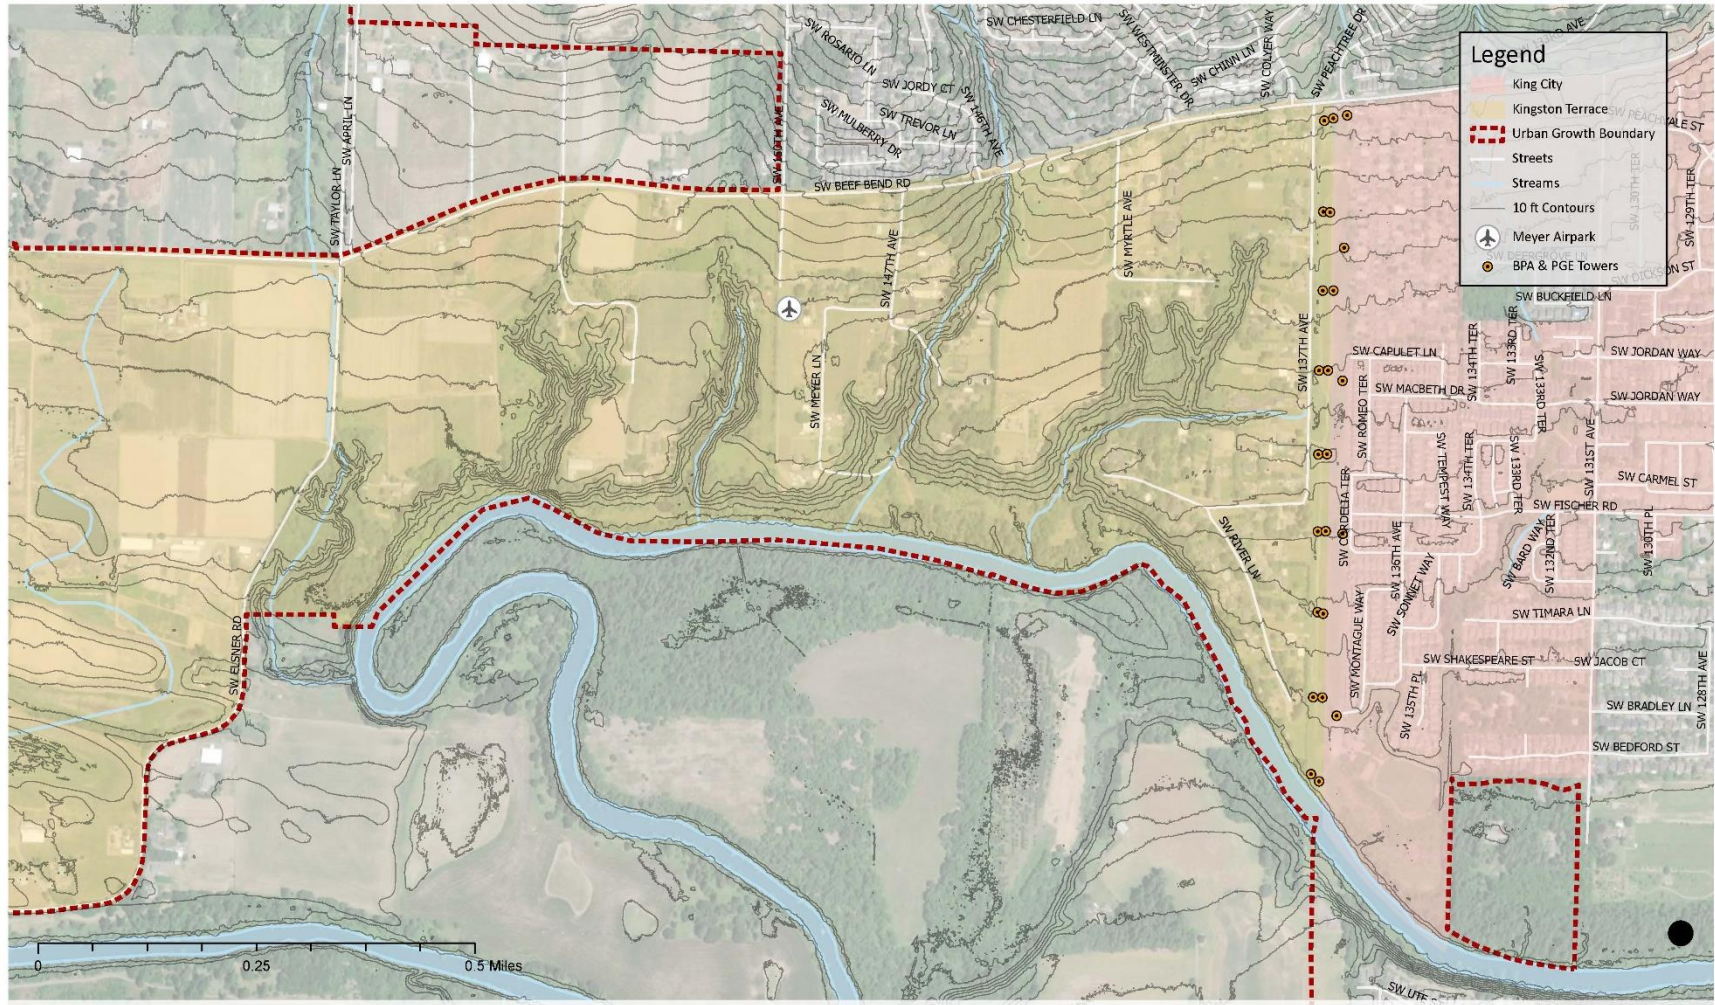 SW CHESTERFIELD LN
SW WESTMINSTER DR
SW COLYER WAY
SW PEACHTREE DR
SW CHINN LN
SW ROSARIO LN
SW JORDY CT
SW 146TH AVE
SW TREVOR LN
SW MULBERRY DR
SW 150TH AVE
SW APRIL LN
SW TAYLOR LN
SW BEEF BEND RD
SW MYRTLE AVE
SW 147TH AVE
SW MEYER LN
SW 137TH AVE
Legend
King City
Kingston Terrace
Urban Growth Boundary
Streets
Streams
10 ft Contours
Meyer Airpark
BPA & PGE Towers
SW 130TH TER
SW 129TH TER
SW DEERGROVE LN
SW DICKSON ST
SW BUCKFIELD LN
SW CAPULET LN
SW 134TH TER
SW 133RD TER
SW JORDAN WAY
SW MACBETH DR
SW 133RD TER
SW JORDAN WAY
SW ROMEO TER
SW TEMPEST WAY
SW 134TH TER
SW 133RD TER
SW 131ST AVE
SW CARMEL ST
SW FISCHER RD
SW CORDELIA TER
SW RIVER LN
SW 136TH AVE
SW BARD WAY
SW 132ND TER
SW 130TH PL
SW SONNET WAY
SW TIMARA LN
SW MONTAGUE WAY
SW SHAKESPEARE ST
SW JACOB CT
SW 135TH PL
SW BRADLEY LN
SW 128TH AVE
SW BEDFORD ST
SW ELSNER RD
0 0.25 0.5 Miles